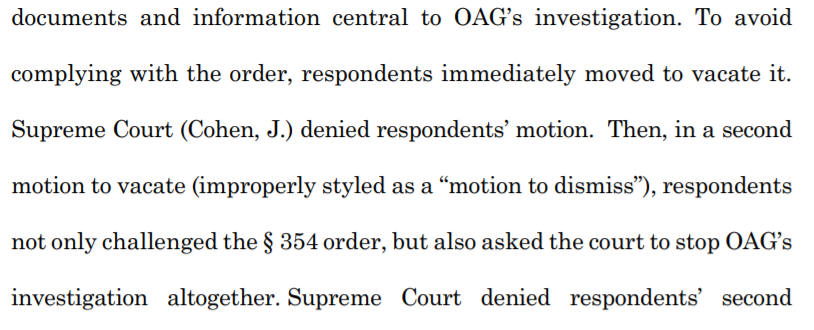 documents and information central to OAG’s investigation. To avoid
complying with the order, respondents immediately moved to vacate it.
Supreme Court (Cohen, J.) denied respondents’ motion.  Then, in a second
motion to vacate (improperly styled as a “motion to dismiss”), respondents
not only challenged the § 354 order, but also asked the court to stop OAG’s
investigation altogether. Supreme Court denied respondents’ second